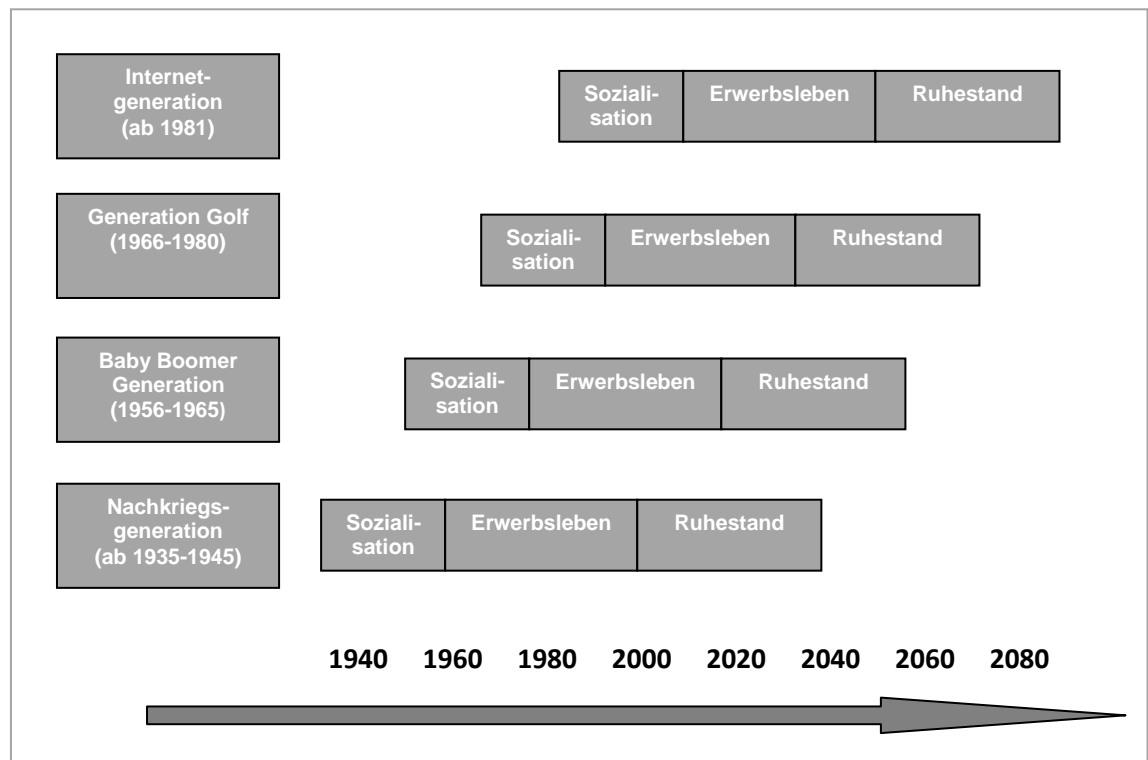 Internet-
generation
(ab 1981)
Soziali-
sation
Erwerbsleben
Ruhestand
Generation Golf
(1966-1980)
Soziali-
sation
Erwerbsleben
Ruhestand
Baby Boomer
Generation
(1956-1965)
Soziali-
sation
Erwerbsleben
Ruhestand
Nachkriegs-
generation
(ab 1935-1945)
Soziali-
sation
Erwerbsleben
Ruhestand
1940 1960 1980 2000 2020 2040 2060 2080